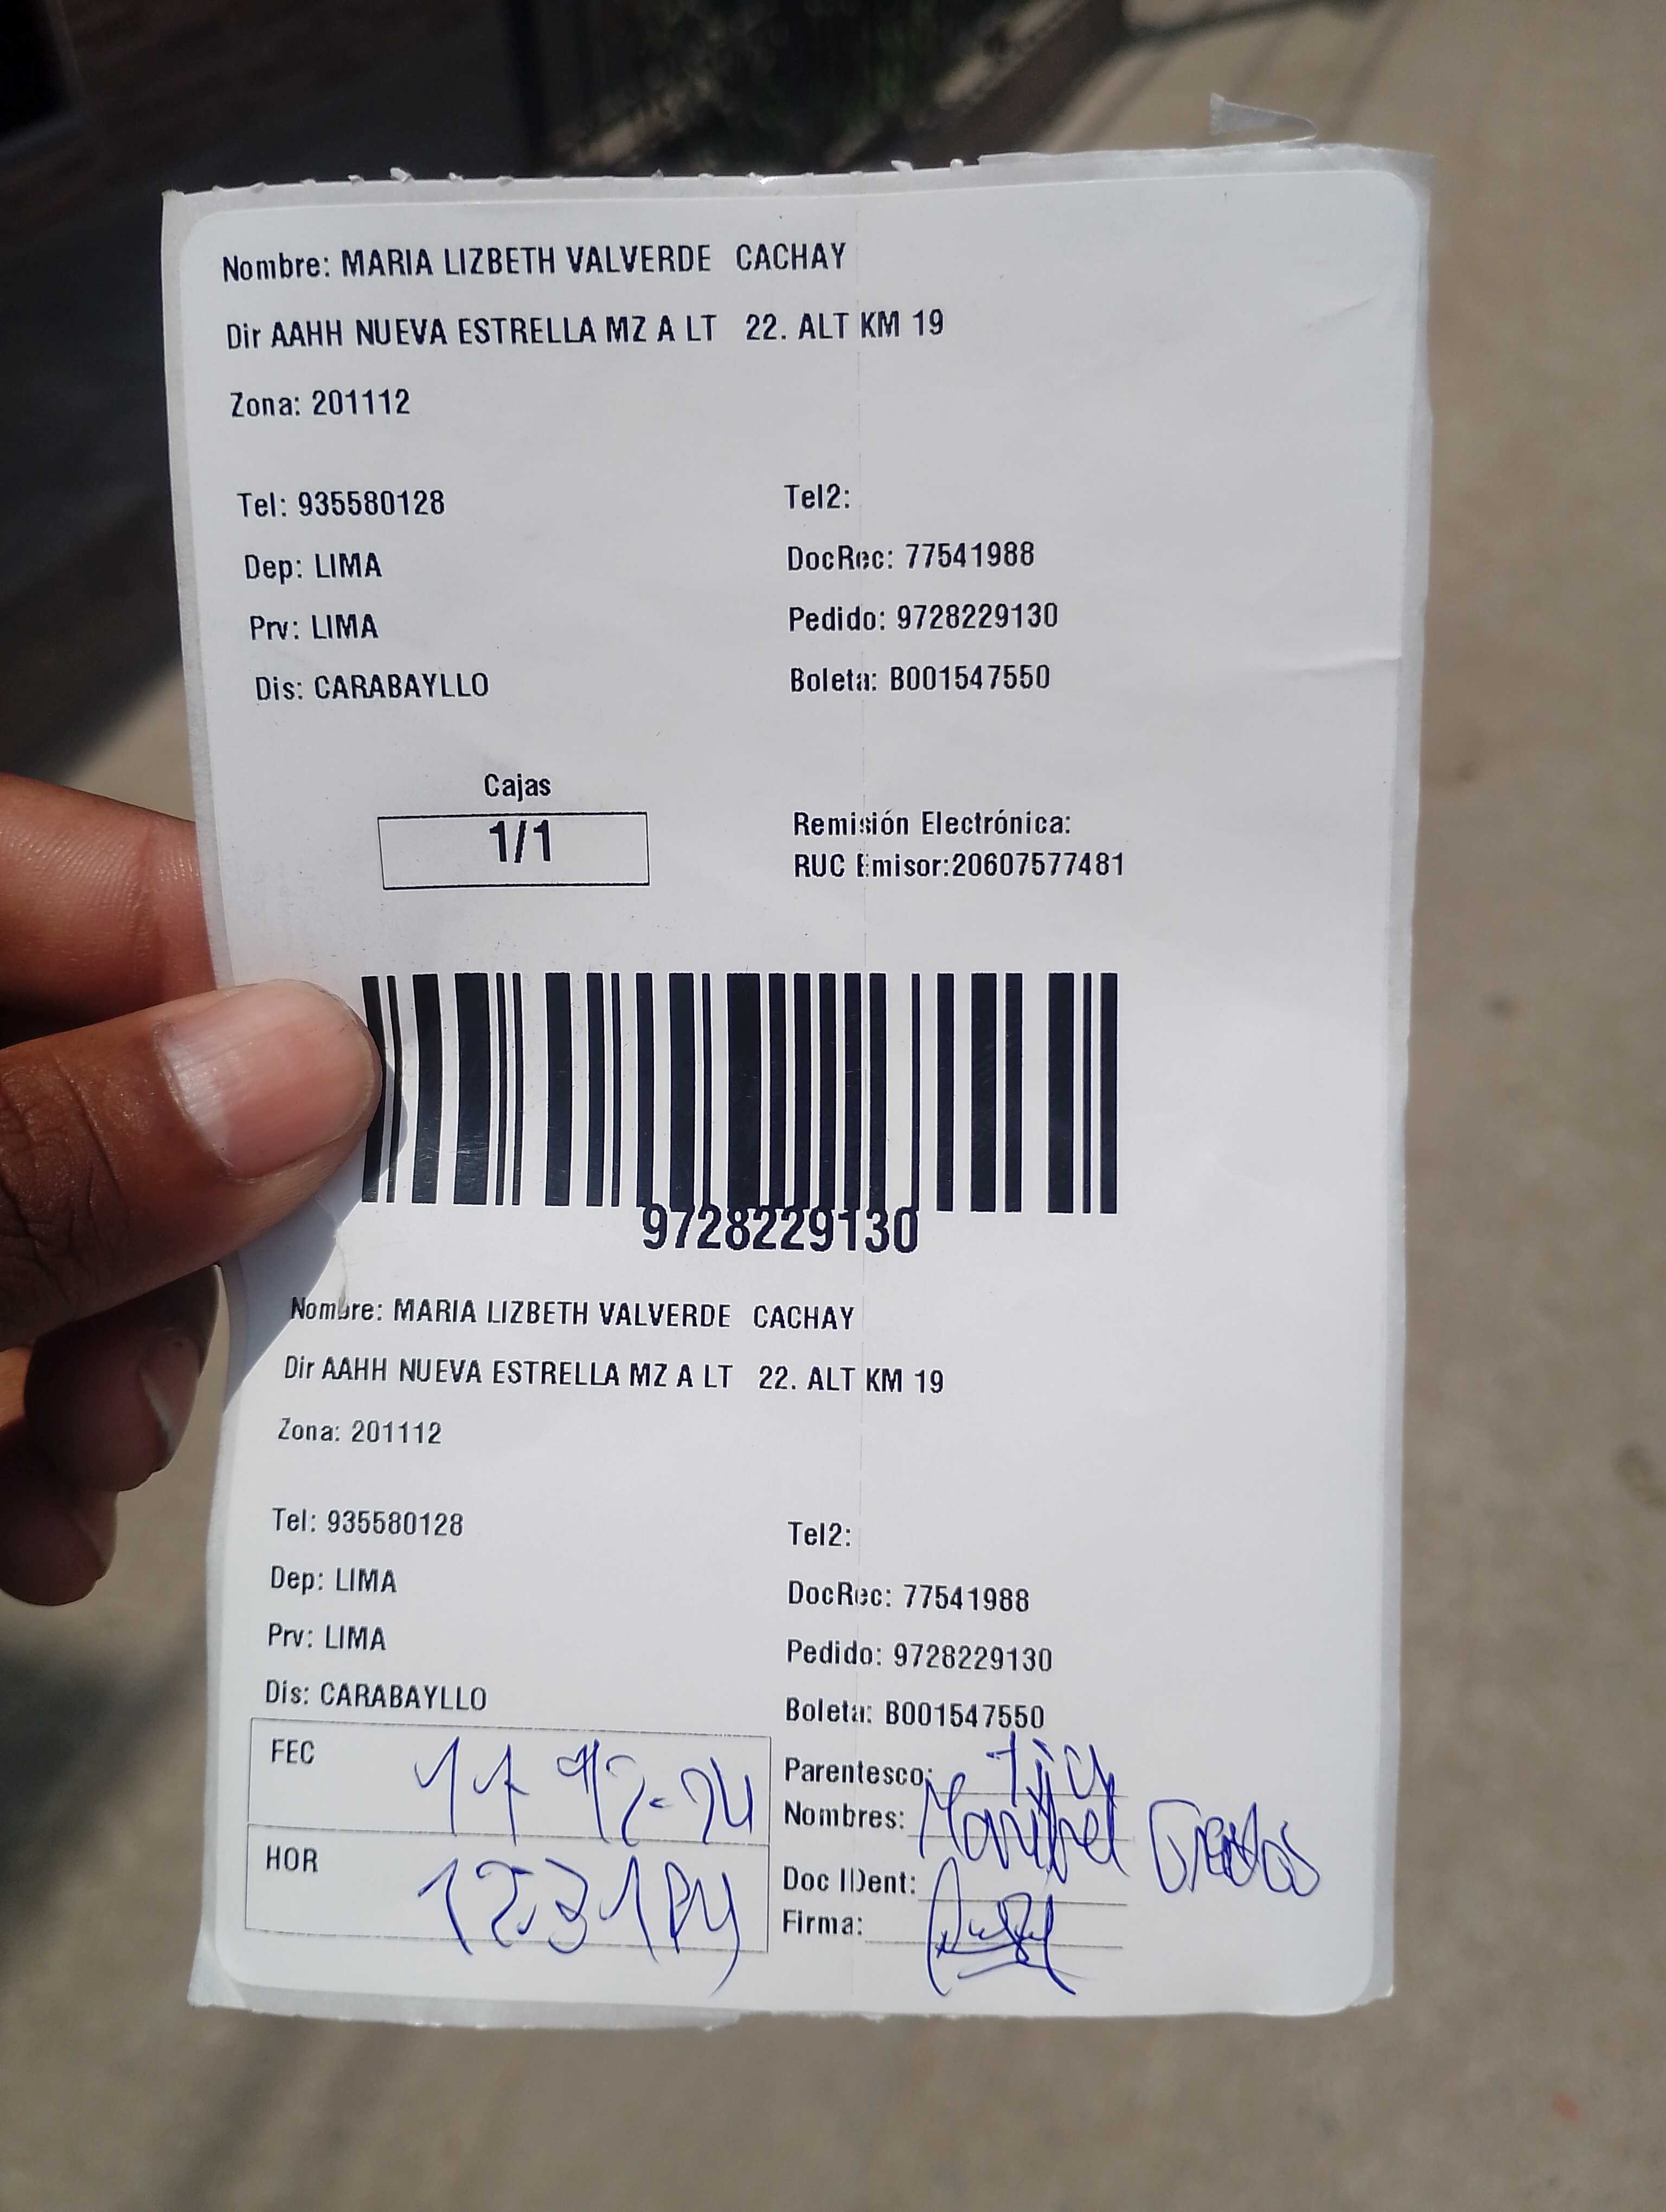 Nombre: MARIA LIZBETH VALVERDE CACHAY
Dir AAHH NUEVA ESTRELLA MZ A LT 22. ALT KM 19
Zona: 201112
Tel: 935580128 Tel2:
Dep: LIMA DocRec: 77541988
Prv: LIMA Pedido: 9728229130
Dis: CARABAYLLO Boleta: B001547550
Cajas
1/1
Remisión Electrónica:
RUC Emisor:20607577481
9728229130
Nombre: MARIA LIZBETH VALVERDE CACHAY
Dir AAHH NUEVA ESTRELLA MZ A LT 22. ALT KM 19
Zona: 201112
Tel: 935580128 Tel2:
Dep: LIMA DocRec: 77541988
Prv: LIMA Pedido: 9728229130
Dis: CARABAYLLO Boleta: B001547550
FEC
Parentesco:
Nombres:
HOR
Doc IDent:
Firma: